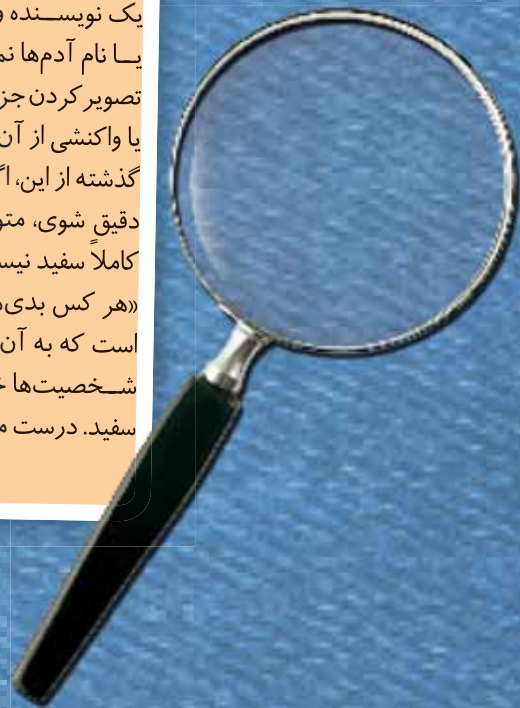 یک نویسنده و
یا نام آدم‌ها نم
تصویر کردن جز
یا واکنشی از آن
گذشته از این، اگ
دقیق شوی، متو
کاملاً سفید نیس
«هر کس بدی‌ه
است که به آن
شخصیت‌ها خ
سفید. درست م